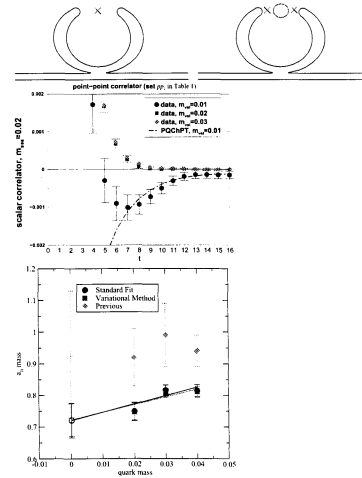 point-point correlator (set pp, in Table 1)
0.002
0.001
0
-0.001
-0.002
scalar correlator, m_sea=0.02
data, m_val=0.01
data, m_val=0.02
data, m_val=0.03
PQChPT, m_val=0.01
0 1 2 3 4 5 6 7 8 9 10 11 12 13 14 15 16
t
1.2
1.1
1
0.9
0.8
0.7
0.6
0.5
a₀ mass
Standard Fit
Variational Method
Previous
-0.01 0 0.01 0.02 0.03 0.04 0.05
quark mass